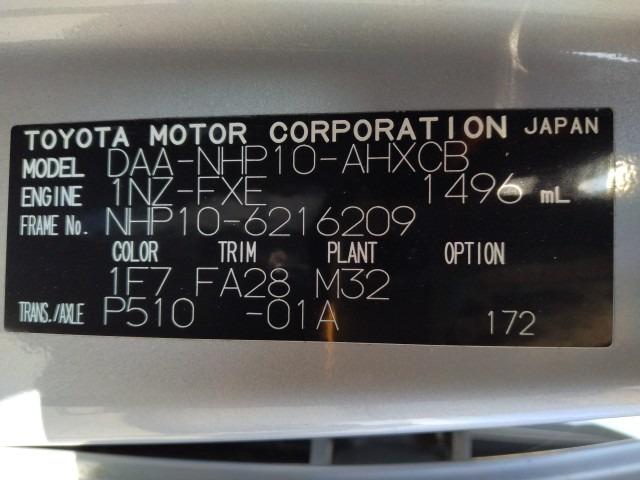 TOYOTA MOTOR CORPORATION JAPAN
MODEL DAA-NHP10-AHXCB
ENGINE 1NZ-FXE 1496 mL
FRAME No. NHP10-6216209
COLOR TRIM PLANT OPTION
1F7 FA28 M32
TRANS./AXLE P510 -01A 172